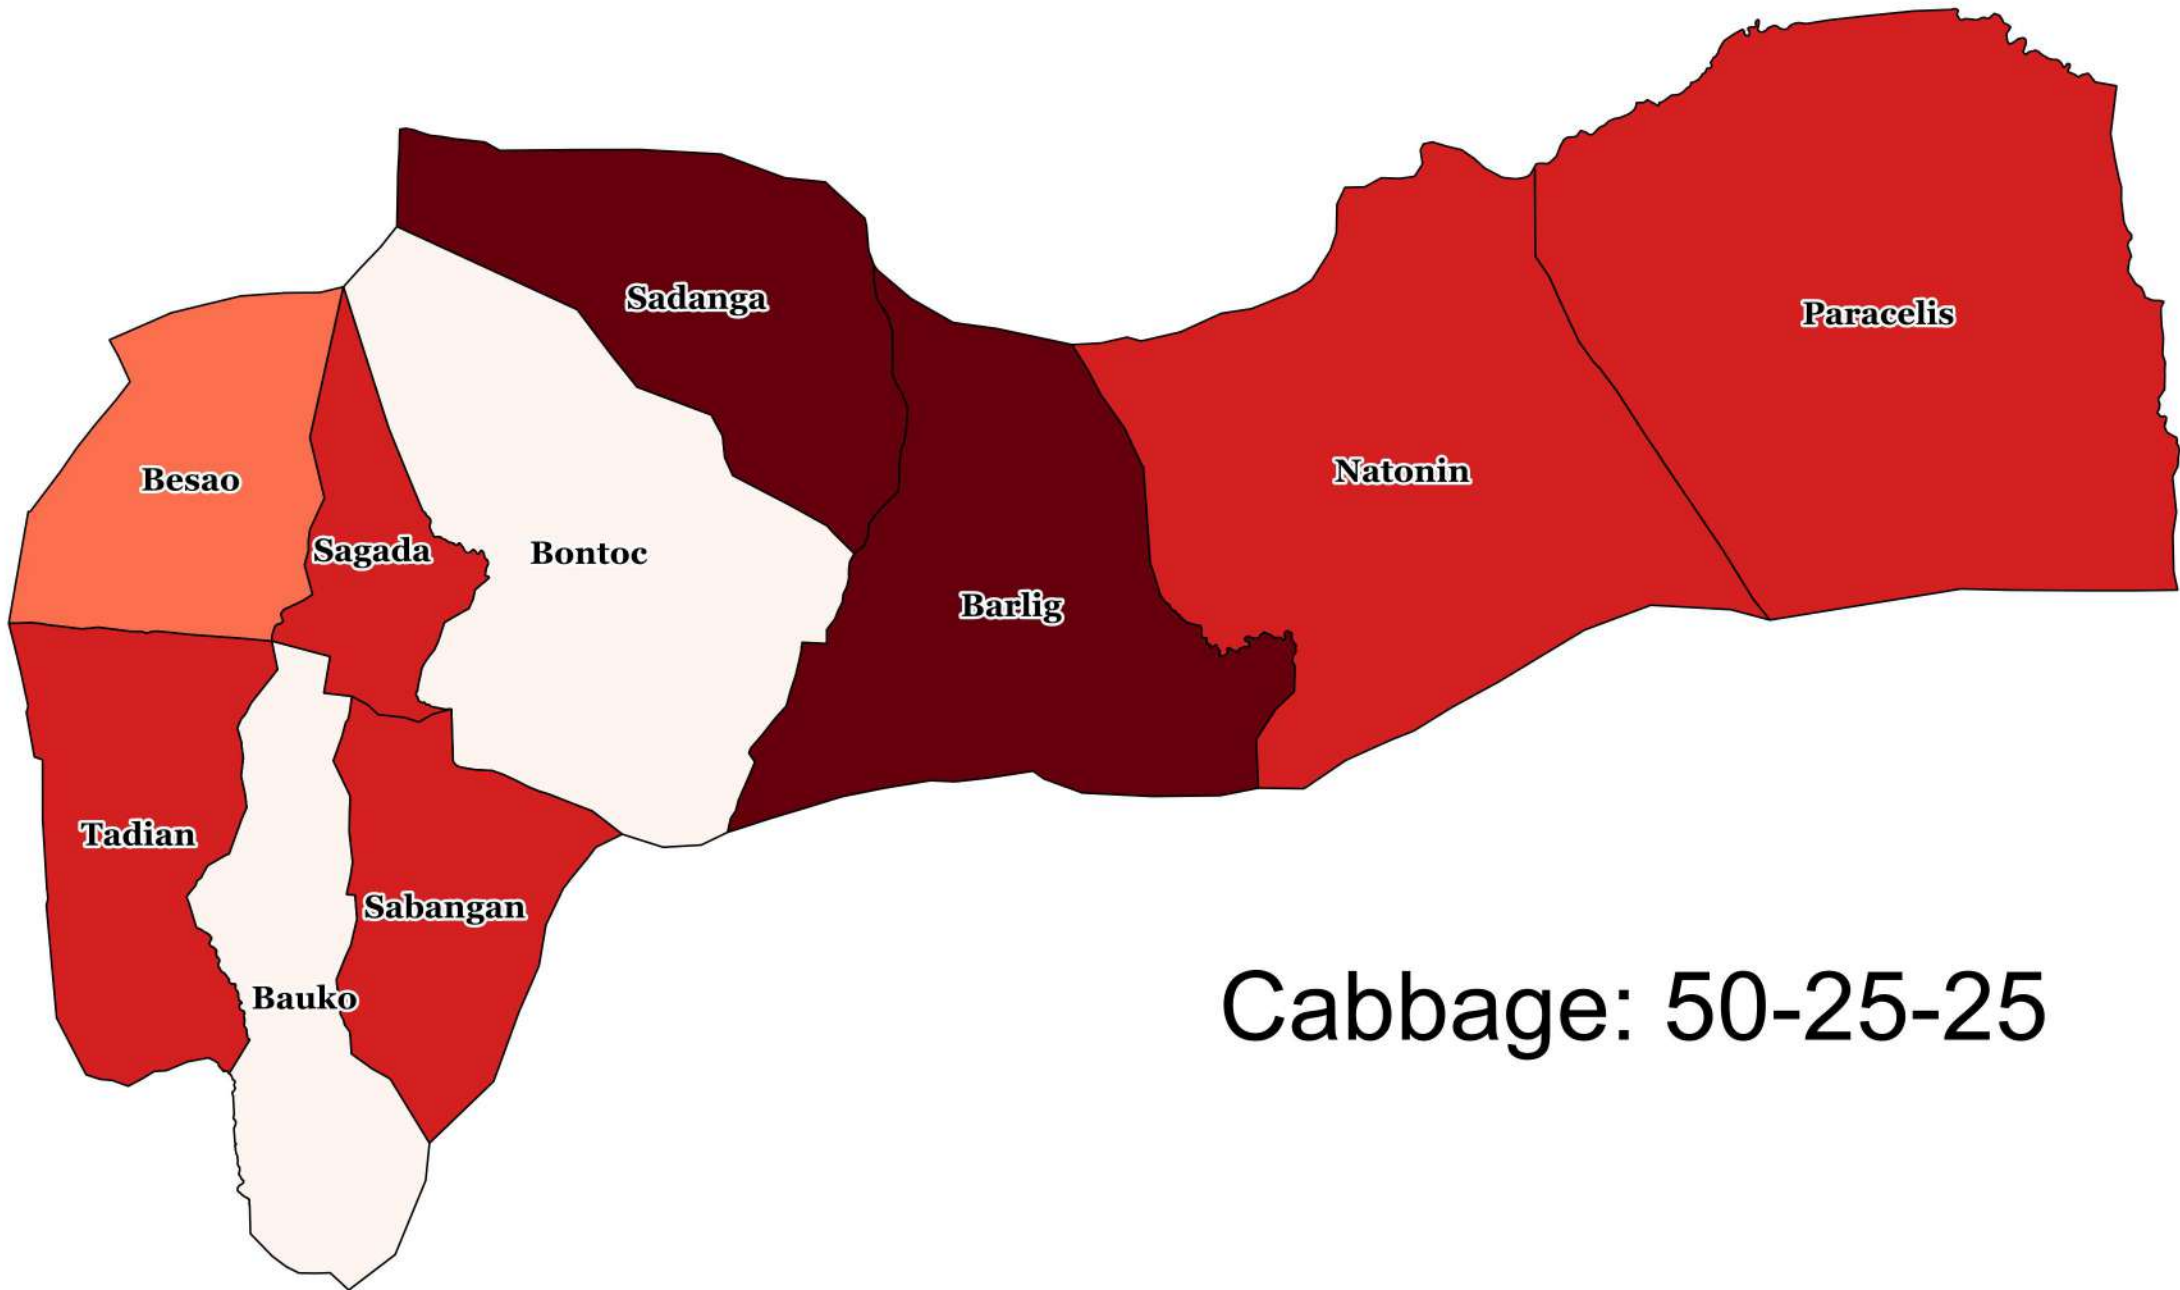 Sadanga
Paracelis
Natonin
Besao
Sagada
Bontoc
Barlig
Tadian
Sabangan
Bauko
Cabbage: 50-25-25